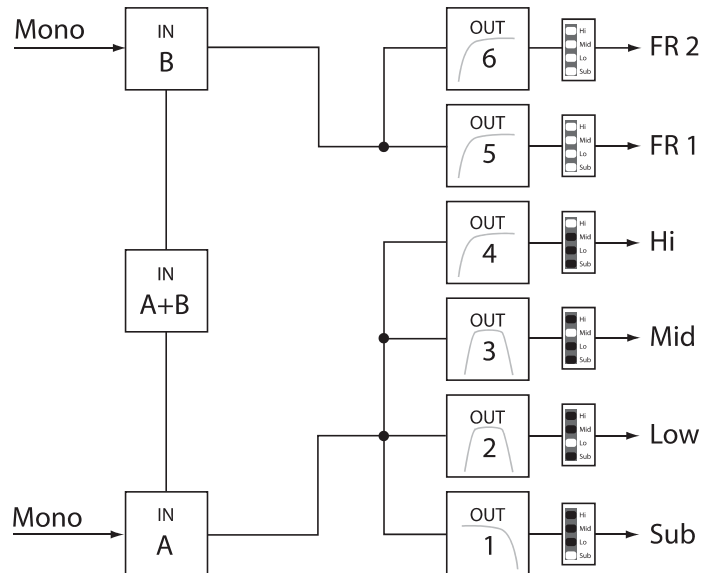 Mono
IN
B
OUT
6
Hi
Mid
Lo
Sub
FR 2
OUT
5
Hi
Mid
Lo
Sub
FR 1
IN
A+B
OUT
4
Hi
Mid
Lo
Sub
Hi
OUT
3
Hi
Mid
Lo
Sub
Mid
OUT
2
Hi
Mid
Lo
Sub
Low
Mono
IN
A
OUT
1
Hi
Mid
Lo
Sub
Sub